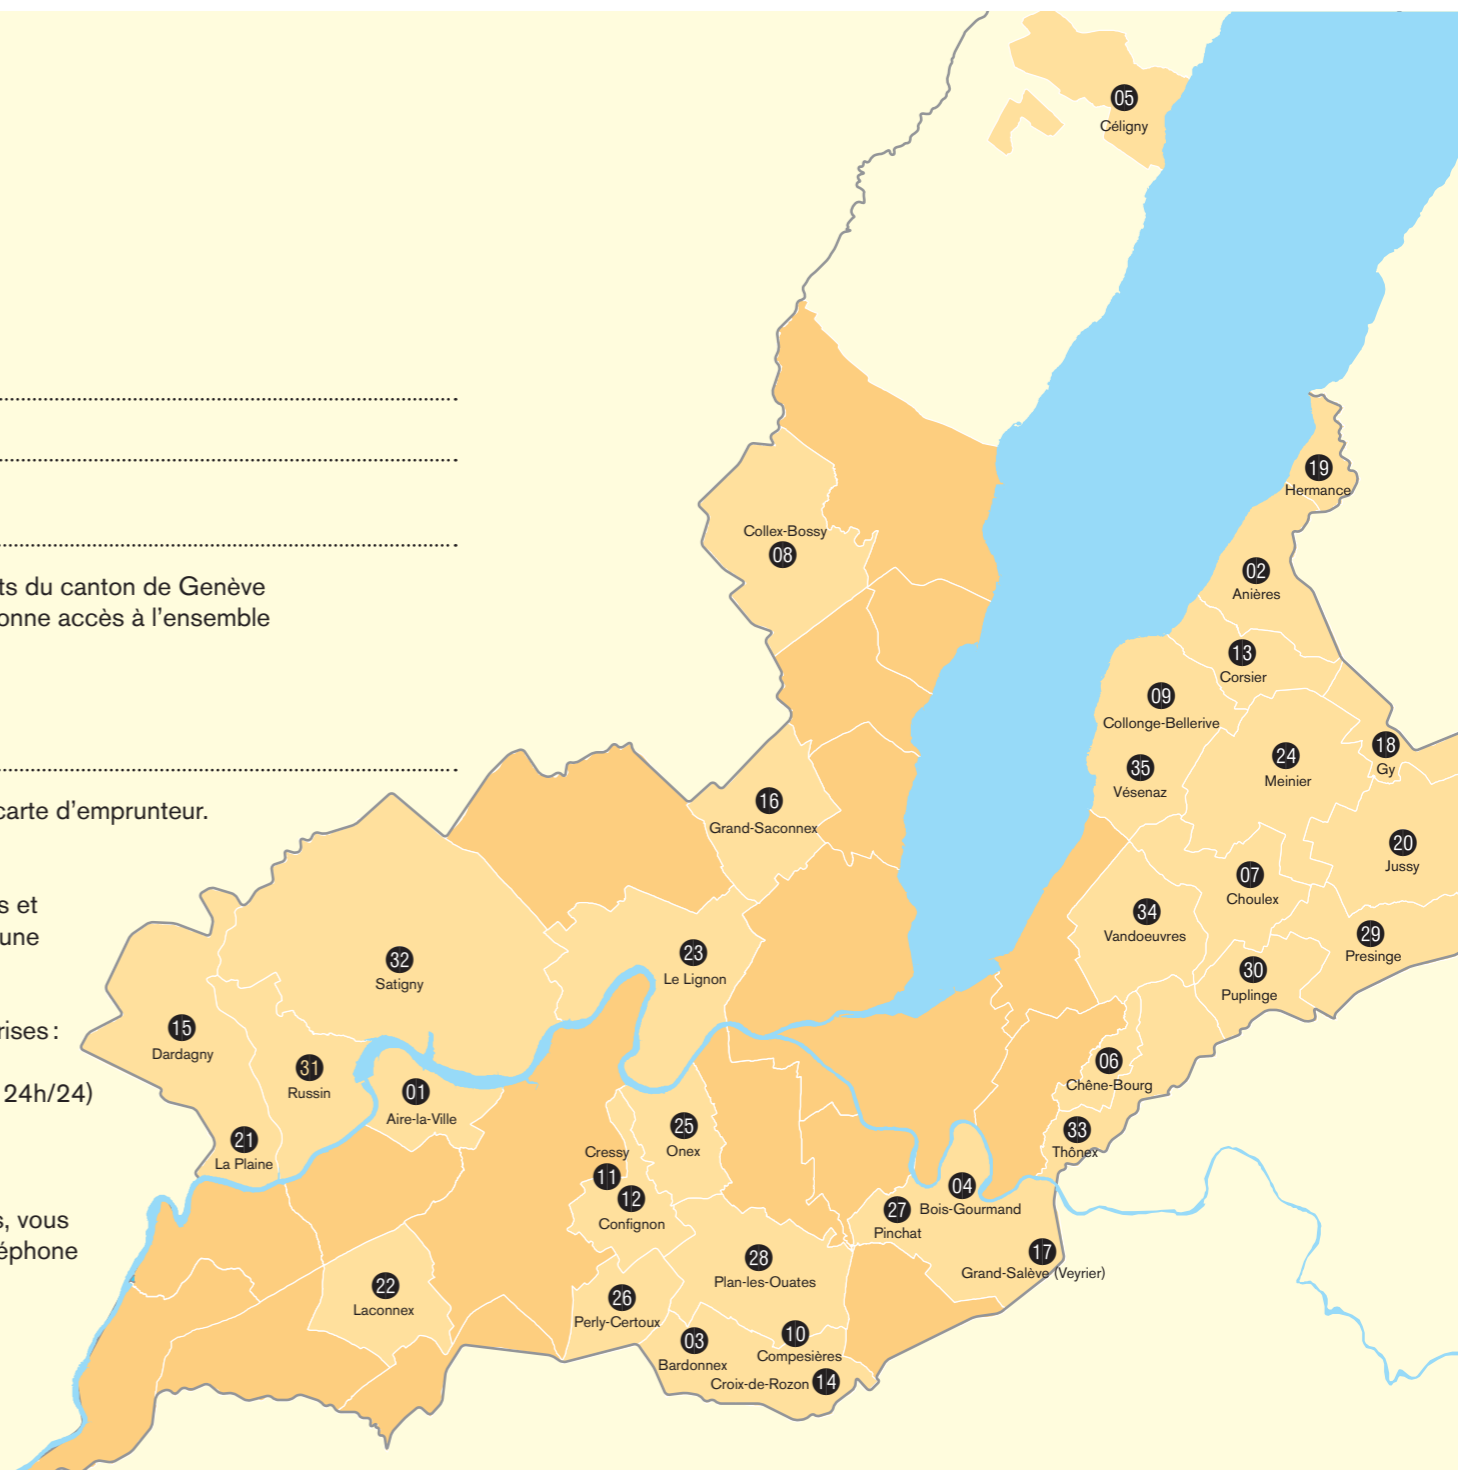 05
Céligny
19
Hermance
Collex-Bossy
08
02
Anières
ts du canton de Genève
onne accès à l'ensemble
13
Corsier
09
Collonge-Bellerive
18
Gy
24
Meinier
35
Vésenaz
carte d'emprunteur.
16
Grand-Saconnex
20
Jussy
07
Choulex
s et
une
34
Vandoeuvres
29
Presinge
32
Satigny
23
Le Lignon
30
Puplinge
rises :
24h/24)
15
Dardagny
31
Russin
01
Aire-la-Ville
06
Chêne-Bourg
21
La Plaine
25
Onex
33
Thônex
Cressy
11
12
Confignon
04
Bois-Gourmand
27
Pinchat
s, vous
éphone
17
Grand-Salève (Veyrier)
28
Plan-les-Ouates
22
Laconnex
26
Perly-Certoux
03
Bardonnex
10
Compesières
Croix-de-Rozon 14